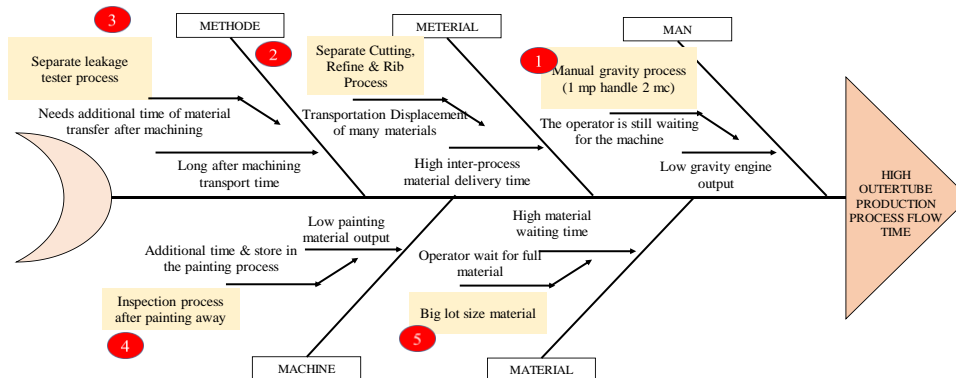 3
METHODE
METERIAL
MAN
2
Separate leakage
tester process
Separate Cutting,
Refine & Rib
Process
1
Manual gravity process
(1 mp handle 2 mc)
Needs additional time of material
transfer after machining
Transportation Displacement
of many materials
The operator is still waiting
for the machine
Long after machining
transport time
High inter-process
material delivery time
Low gravity engine
output
HIGH
OUTERTUBE
PRODUCTION
PROCESS FLOW
TIME
Low painting
material output
High material
waiting time
Additional time & store in
the painting process
Operator wait for full
material
Inspection process
after painting away
Big lot size material
4
5
MACHINE
MATERIAL